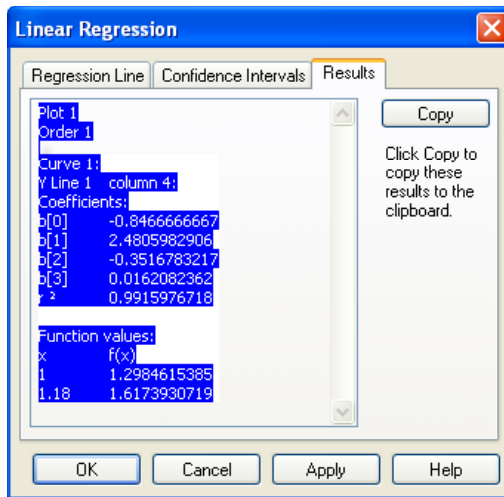 Linear Regression
Regression Line Confidence Intervals Results
Plot 1
Order 1
Curve 1:
Y Line 1 column 4:
Coefficients:
b[0] -0.8466666667
b[1] 2.4805982906
b[2] -0.3516783217
b[3] 0.0162082362
r ² 0.9915976718
Function values:
x f(x)
1 1.2984615385
1.18 1.6173930719
Copy
Click Copy to
copy these
results to the
clipboard.
OK Cancel Apply Help